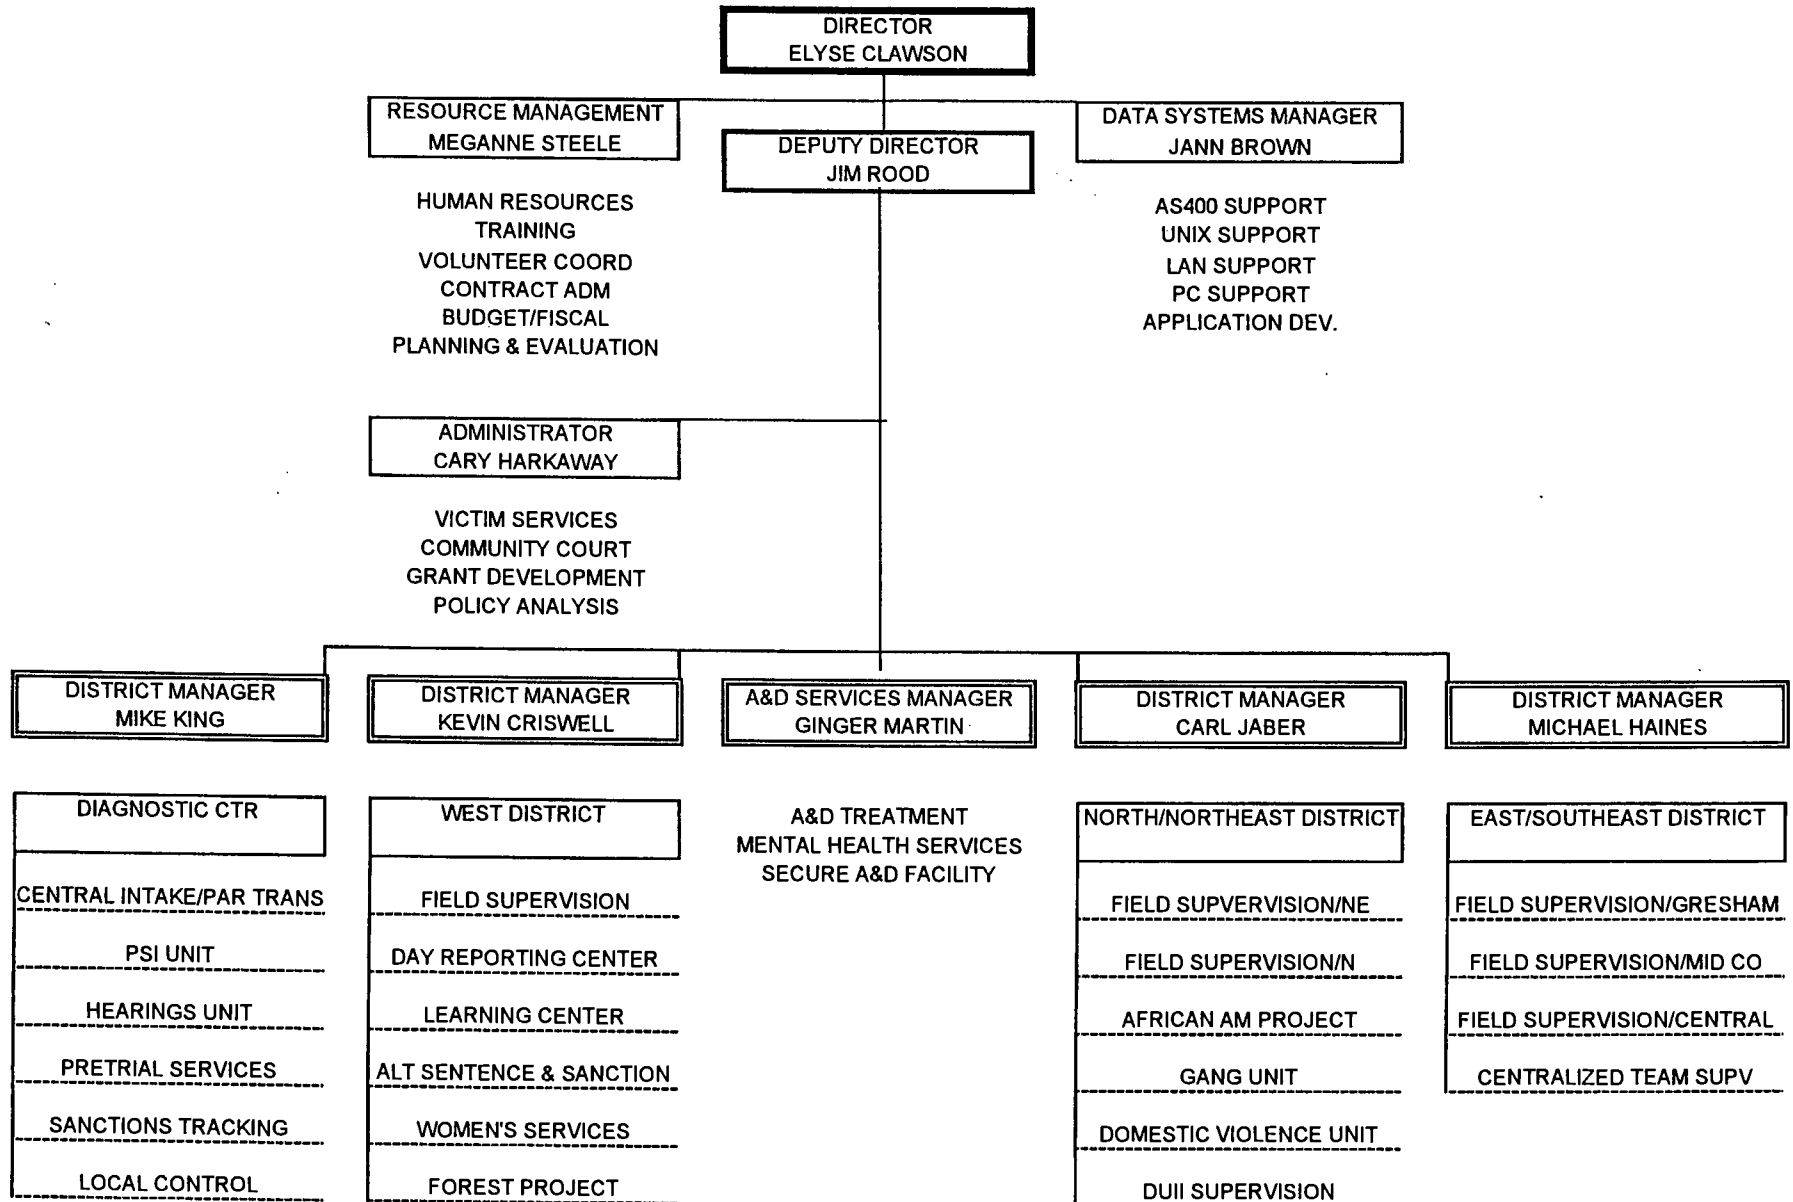 DIRECTOR
ELYSE CLAWSON
RESOURCE MANAGEMENT
MEGANNE STEELE
DEPUTY DIRECTOR
JIM ROOD
DATA SYSTEMS MANAGER
JANN BROWN
HUMAN RESOURCES
TRAINING
VOLUNTEER COORD
CONTRACT ADM
BUDGET/FISCAL
PLANNING & EVALUATION
AS400 SUPPORT
UNIX SUPPORT
LAN SUPPORT
PC SUPPORT
APPLICATION DEV.
ADMINISTRATOR
CARY HARKAWAY
VICTIM SERVICES
COMMUNITY COURT
GRANT DEVELOPMENT
POLICY ANALYSIS
DISTRICT MANAGER
MIKE KING
DISTRICT MANAGER
KEVIN CRISWELL
A&D SERVICES MANAGER
GINGER MARTIN
DISTRICT MANAGER
CARL JABER
DISTRICT MANAGER
MICHAEL HAINES
DIAGNOSTIC CTR
CENTRAL INTAKE/PAR TRANS
PSI UNIT
HEARINGS UNIT
PRETRIAL SERVICES
SANCTIONS TRACKING
LOCAL CONTROL
WEST DISTRICT
FIELD SUPERVISION
DAY REPORTING CENTER
LEARNING CENTER
ALT SENTENCE & SANCTION
WOMEN'S SERVICES
FOREST PROJECT
A&D TREATMENT
MENTAL HEALTH SERVICES
SECURE A&D FACILITY
NORTH/NORTHEAST DISTRICT
FIELD SUPVERVISION/NE
FIELD SUPERVISION/N
AFRICAN AM PROJECT
GANG UNIT
DOMESTIC VIOLENCE UNIT
DUII SUPERVISION
EAST/SOUTHEAST DISTRICT
FIELD SUPERVISION/GRESHAM
FIELD SUPERVISION/MID CO
FIELD SUPERVISION/CENTRAL
CENTRALIZED TEAM SUPV